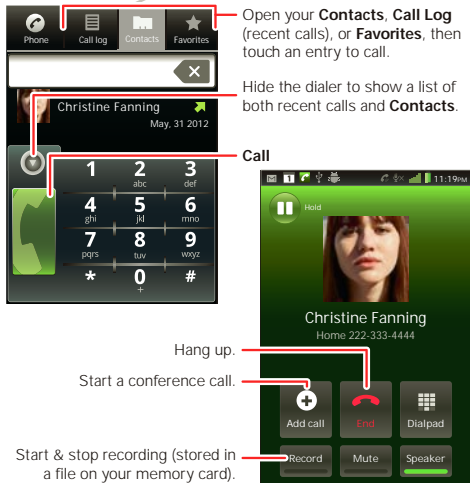 Open your Contacts, Call Log
(recent calls), or Favorites, then
touch an entry to call.
Phone
Call log
Contacts
Favorites
Hide the dialer to show a list of
both recent calls and Contacts.
Christine Fanning
May, 31 2012
Call
1
2
abc
3
def
4
ghi
5
jkl
6
mno
7
pqrs
8
tuv
9
wxyz
*
0
+
#
1
11:19PM
Hold
Christine Fanning
Home 222-333-4444
Hang up.
Start a conference call.
Add call
End
Dialpad
Start & stop recording (stored in
a file on your memory card).
Record
Mute
Speaker